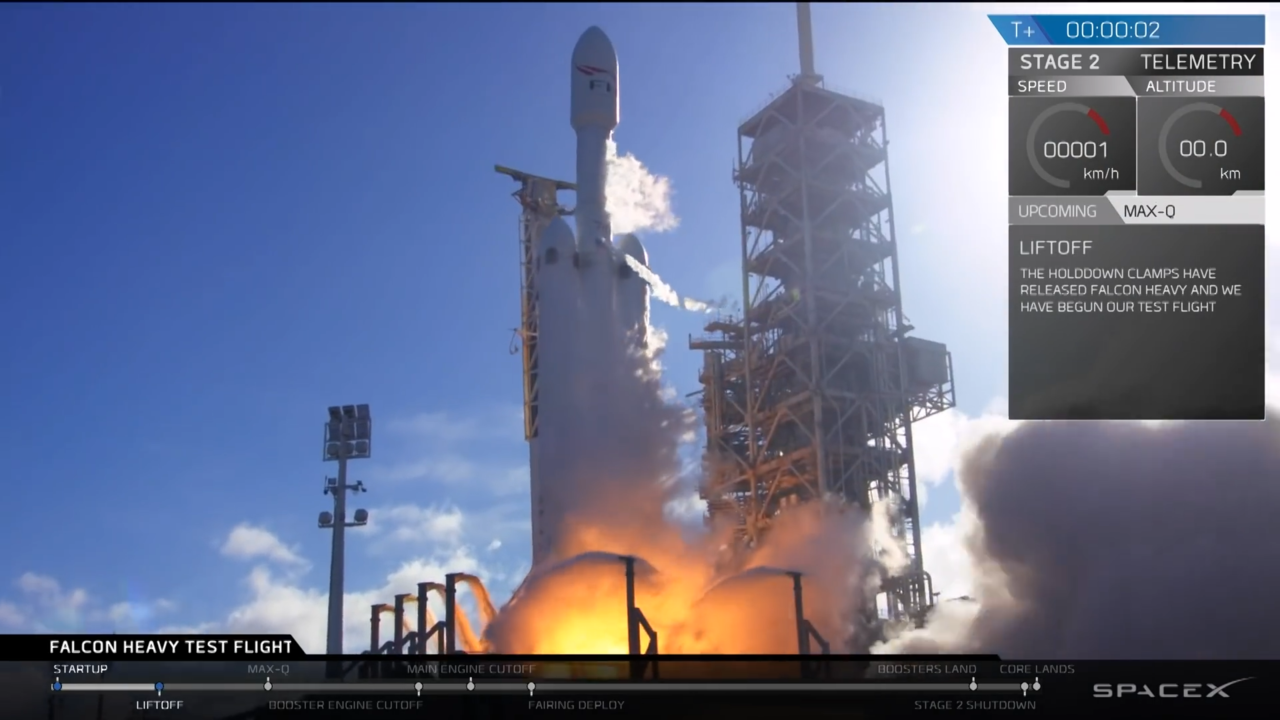 T+ 00:00:02
STAGE 2 TELEMETRY
SPEED ALTITUDE
00001 00.0
km/h km
UPCOMING MAX-Q
LIFTOFF
THE HOLDDOWN CLAMPS HAVE
RELEASED FALCON HEAVY AND WE
HAVE BEGUN OUR TEST FLIGHT
FALCON HEAVY TEST FLIGHT
STARTUP MAX-Q MAIN ENGINE CUTOFF BOOSTERS LAND CORE LANDS
LIFTOFF BOOSTER ENGINE CUTOFF FAIRING DEPLOY STAGE 2 SHUTDOWN
SPACEX